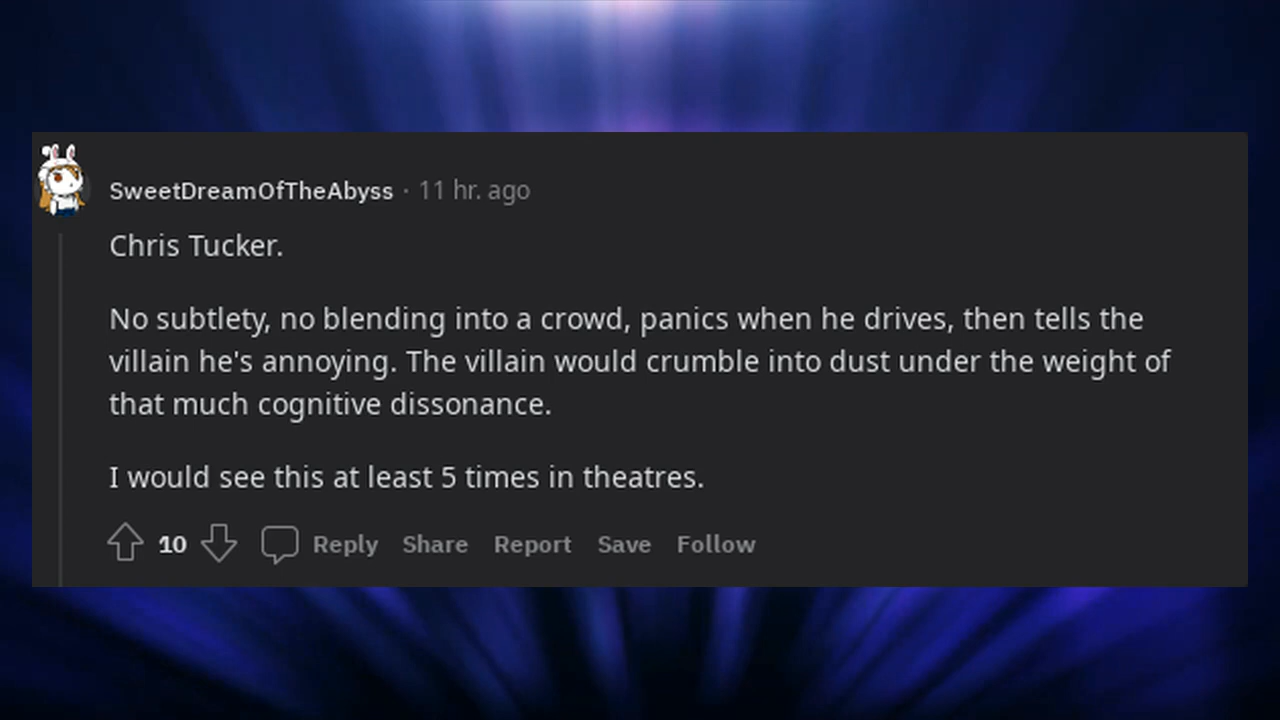 SweetDreamOfTheAbyss · 11 hr. ago
Chris Tucker.
No subtlety, no blending into a crowd, panics when he drives, then tells the
villain he's annoying. The villain would crumble into dust under the weight of
that much cognitive dissonance.
I would see this at least 5 times in theatres.
10 Reply Share Report Save Follow